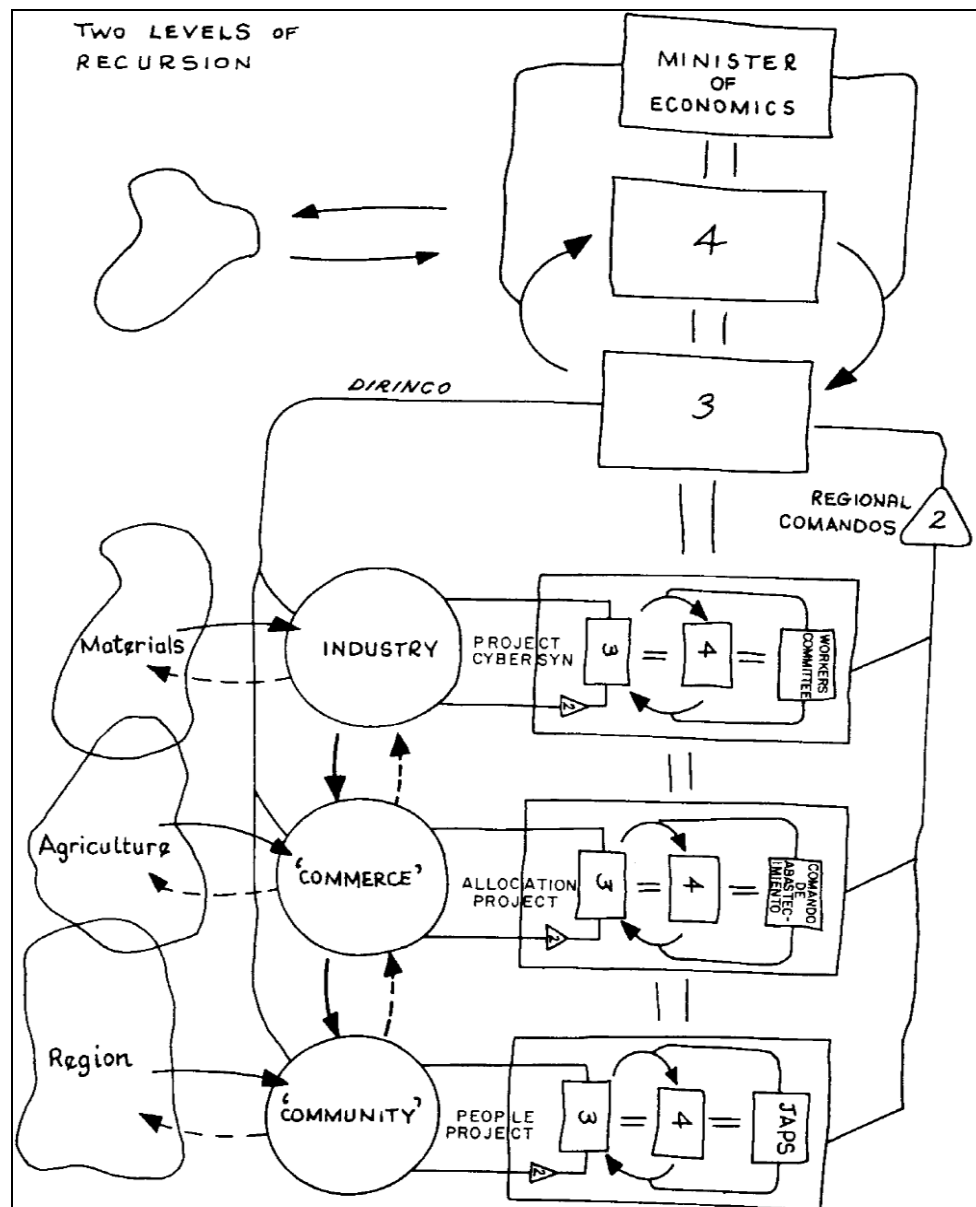 TWO LEVELS OF
RECURSION
MINISTER
OF
ECONOMICS
4
3
DIRINCO
REGIONAL
COMANDOS
2
Materials
INDUSTRY
PROJECT
CYBERSYN
2
3
4
WORKERS
COMMITTEE
Agriculture
'COMMERCE'
ALLOCATION
PROJECT
2
3
4
COMANDO
DE
ABASTEC-
IMIENTO
Region
'COMMUNITY'
PEOPLE
PROJECT
2
3
4
JAPS